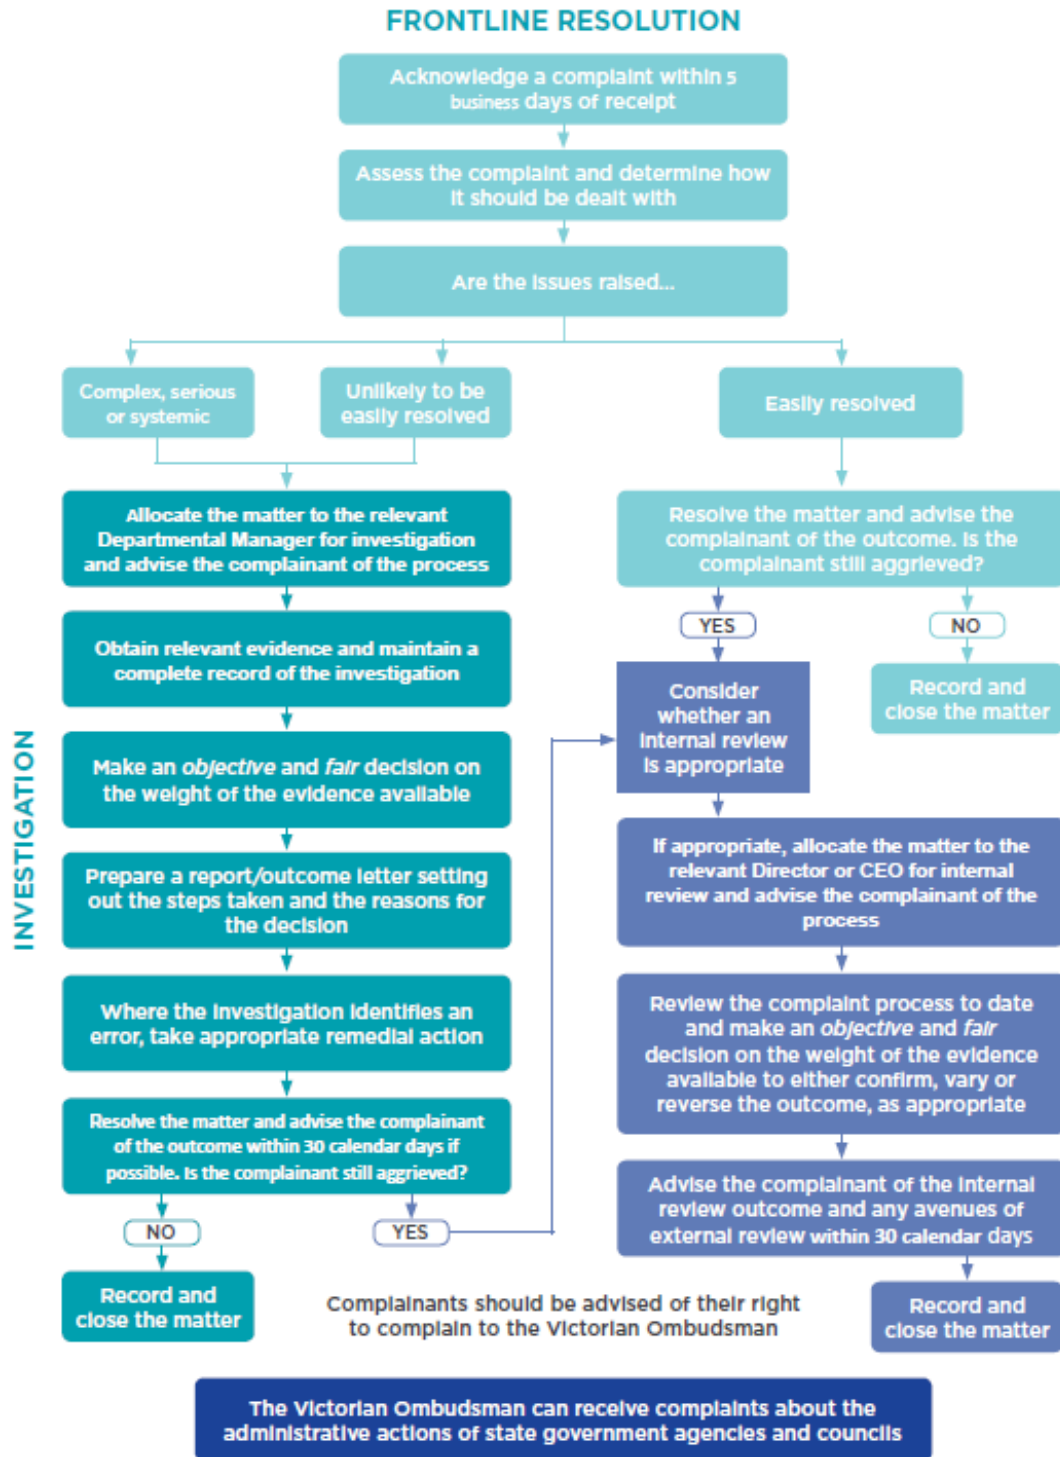 FRONTLINE RESOLUTION
Acknowledge a complaint within 5
business days of receipt
Assess the complaint and determine how
it should be dealt with
Are the issues raised...
Complex, serious
or systemic
Unlikely to be
easily resolved
Easily resolved
Allocate the matter to the relevant
Departmental Manager for investigation
and advise the complainant of the process
Obtain relevant evidence and maintain a
complete record of the investigation
Make an objective and fair decision on
the weight of the evidence available
Prepare a report/outcome letter setting
out the steps taken and the reasons for
the decision
Where the investigation identifies an
error, take appropriate remedial action
Resolve the matter and advise the complainant
of the outcome within 30 calendar days if
possible. Is the complainant still aggrieved?
NO
YES
Record and
close the matter
INVESTIGATION
Resolve the matter and advise the
complainant of the outcome. Is the
complainant still aggrieved?
YES
NO
Consider
whether an
internal review
is appropriate
Record and
close the matter
If appropriate, allocate the matter to the
relevant Director or CEO for internal
review and advise the complainant of the
process
Review the complaint process to date
and make an objective and fair
decision on the weight of the evidence
available to either confirm, vary or
reverse the outcome, as appropriate
Advise the complainant of the internal
review outcome and any avenues of
external review within 30 calendar days
Record and
close the matter
Complainants should be advised of their right
to complain to the Victorian Ombudsman
The Victorian Ombudsman can receive complaints about the
administrative actions of state government agencies and councils